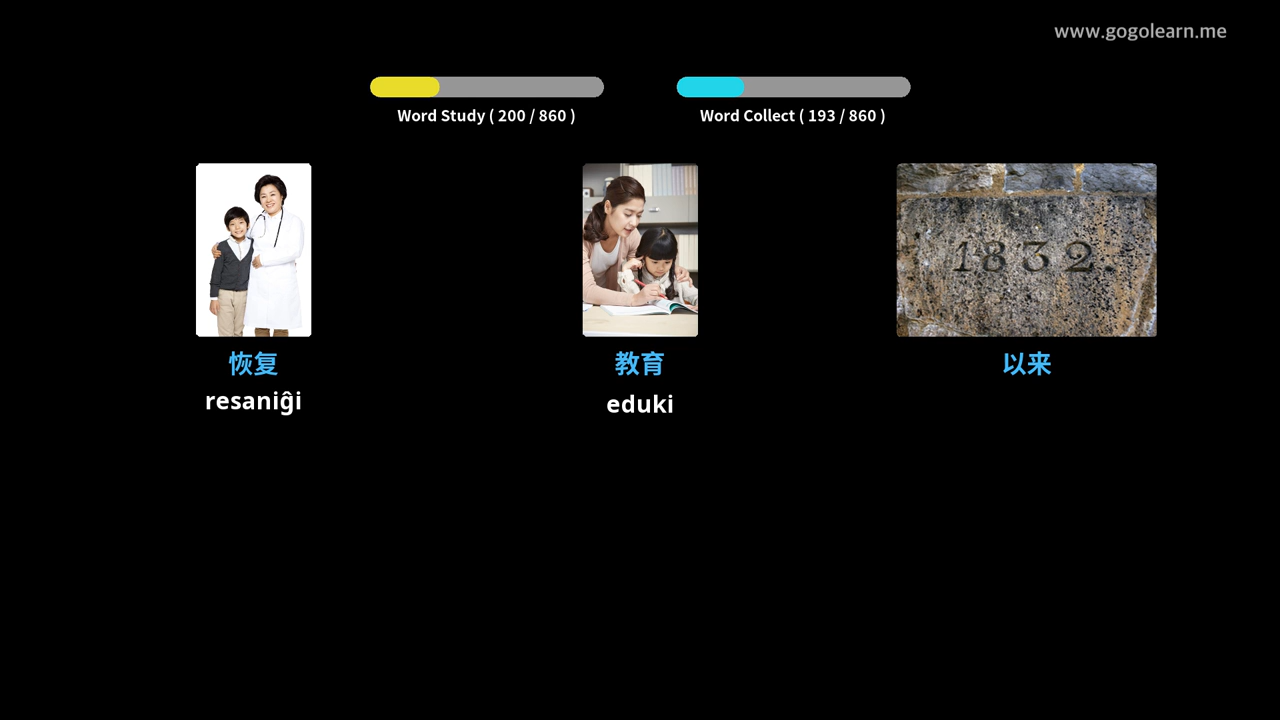 www.gogolearn.me
Word Study ( 200 / 860 )
Word Collect ( 193 / 860 )
1832.
恢复
教育
以来
resaniĝi
eduki